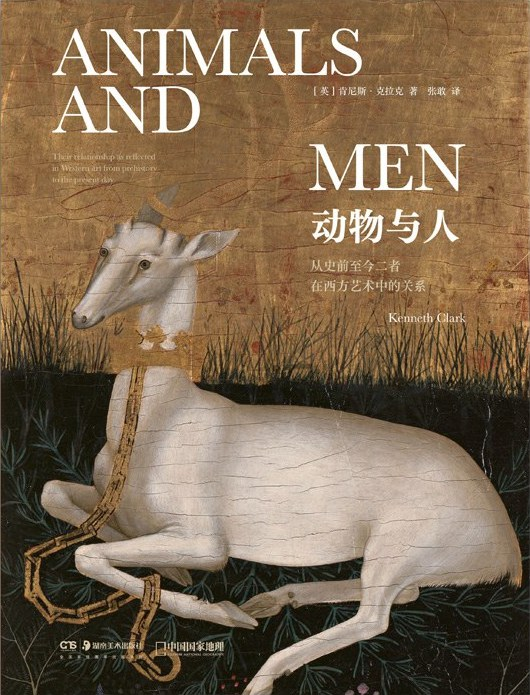 ANIMALS
AND
MEN
[英]肯尼斯·克拉克 著 张敢 译
Their relationship as reflected
in Western art from prehistory
to the present day
动物与人
从史前至今二者
在西方艺术中的关系
Kenneth Clark
湖南美术出版社
中国国家地理